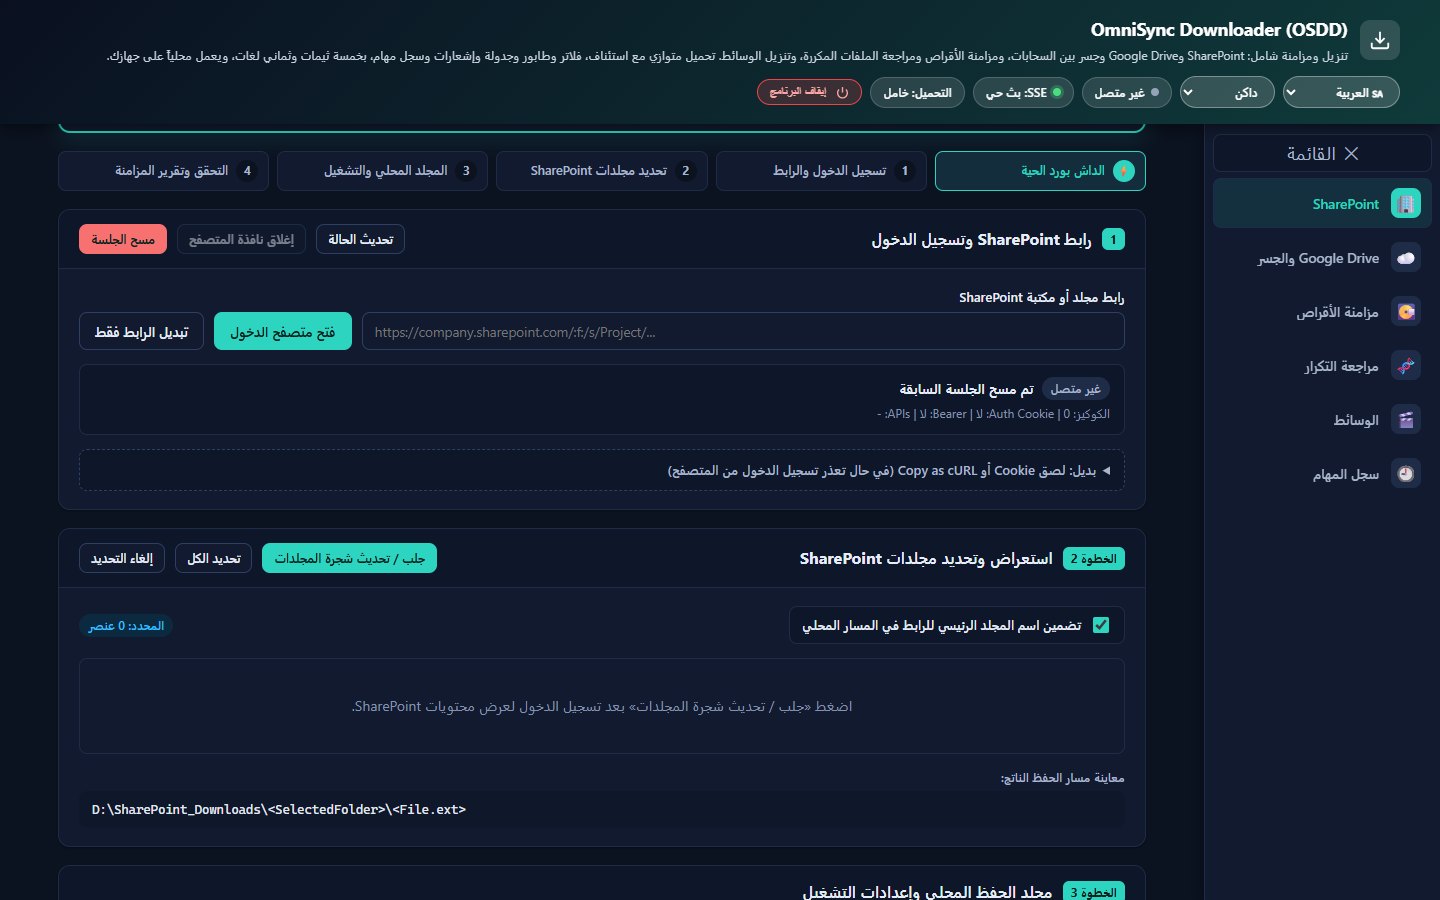 OmniSync Downloader (OSDD)
تنزيل ومزامنة شامل: SharePoint وGoogle Drive وجسر بين السحابات، ومزامنة الأقراص ومراجعة الملفات المكررة، وتنزيل الوسائط. تحميل متوازي مع استئناف، فلاتر وطابور وجدولة وإشعارات وسجل مهام، بخمسة ثيمات وثماني لغات، ويعمل محلياً على جهازك.
SA العربية
داكن
غير متصل
SSE: بث حي
التحميل: خامل
إيقاف البرنامج
القائمة
SharePoint
Google Drive والجسر
مزامنة الأقراص
مراجعة التكرار
الوسائط
سجل المهام
الداش بورد الحية
1 تسجيل الدخول والرابط
2 تحديد مجلدات SharePoint
3 المجلد المحلي والتشغيل
4 التحقق وتقرير المزامنة
1 رابط SharePoint وتسجيل الدخول
تحديث الحالة
إغلاق نافذة المتصفح
مسح الجلسة
رابط مجلد أو مكتبة SharePoint
https://company.sharepoint.com/:f:/s/Project/...
فتح متصفح الدخول
تبديل الرابط فقط
غير متصل تم مسح الجلسة السابقة
الكوكيز: 0 | Auth Cookie: لا | Bearer: لا | APIs: -
بديل: لصق Cookie أو Copy as cURL (في حال تعذر تسجيل الدخول من المتصفح)
الخطوة 2 استعراض وتحديد مجلدات SharePoint
جلب / تحديث شجرة المجلدات
تحديد الكل
إلغاء التحديد
تضمين اسم المجلد الرئيسي للرابط في المسار المحلي
المحدد: 0 عنصر
اضغط «جلب / تحديث شجرة المجلدات» بعد تسجيل الدخول لعرض محتويات SharePoint.
معاينة مسار الحفظ الناتج:
D:\SharePoint_Downloads\<SelectedFolder>\<File.ext>
الخطوة 3 مجلد الحفظ المحلي وإعدادات التشغيل